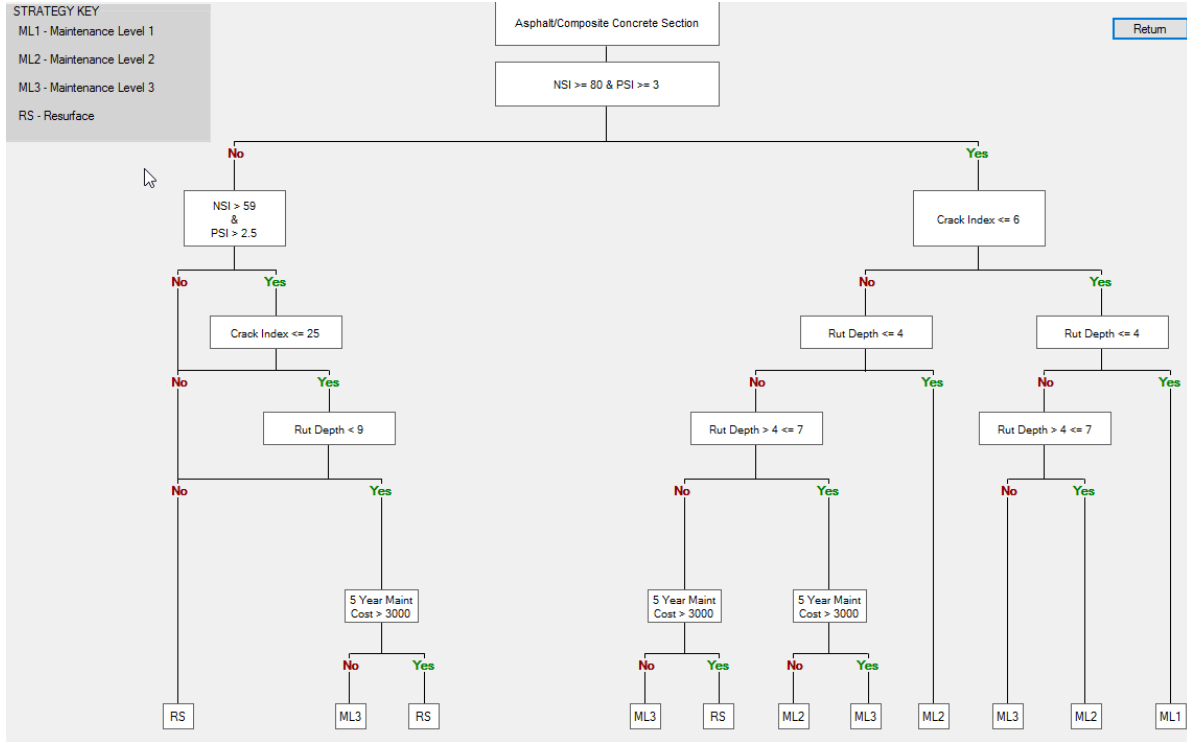 STRATEGY KEY
ML1 - Maintenance Level 1
ML2 - Maintenance Level 2
ML3 - Maintenance Level 3
RS - Resurface
Asphalt/Composite Concrete Section
Return
NSI >= 80 & PSI >= 3
No
Yes
NSI > 59
&
PSI > 2.5
Crack Index <= 6
No
Yes
No
Yes
Crack Index <= 25
Rut Depth <= 4
Rut Depth <= 4
No
Yes
No
Yes
No
Yes
Rut Depth < 9
Rut Depth > 4 <= 7
Rut Depth > 4 <= 7
No
Yes
No
Yes
No
Yes
5 Year Maint
Cost > 3000
5 Year Maint
Cost > 3000
5 Year Maint
Cost > 3000
No
Yes
No
Yes
No
Yes
RS
ML3
RS
ML3
RS
ML2
ML3
ML2
ML3
ML2
ML1